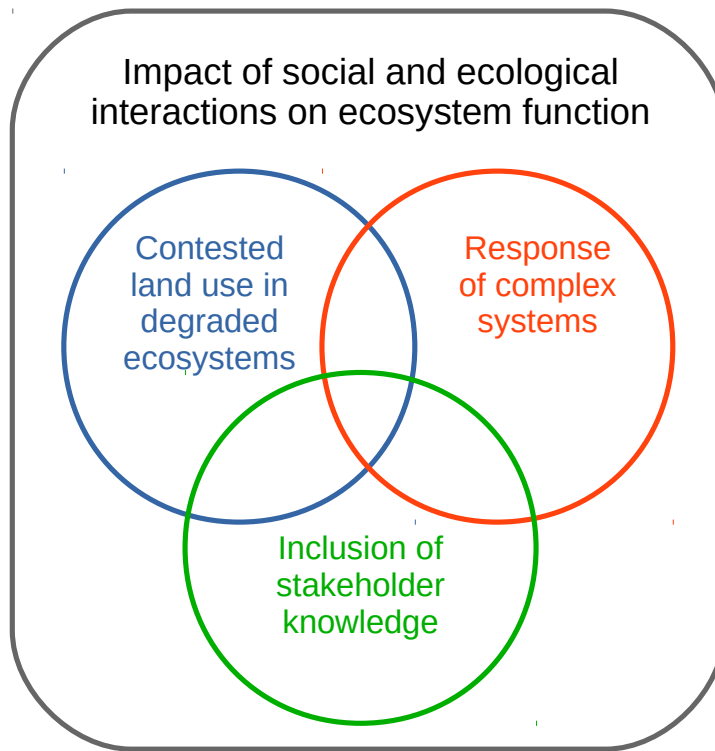 Impact of social and ecological
interactions on ecosystem function
Contested
land use in
degraded
ecosystems
Response
of complex
systems
Inclusion of
stakeholder
knowledge